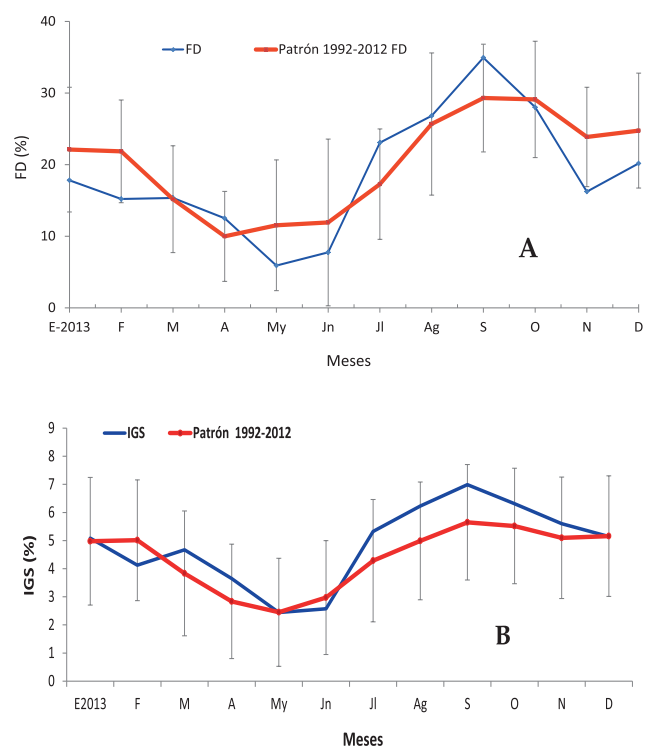 40
FD
Patrón 1992-2012 FD
30
20
10
0
FD (%)
A
E-2013 F M A My Jn Jl Ag S O N D
Meses
9
IGS
Patrón 1992-2012
8
7
6
5
4
3
2
1
0
IGS (%)
B
E2013 F M A My Jn Jl Ag S O N D
Meses